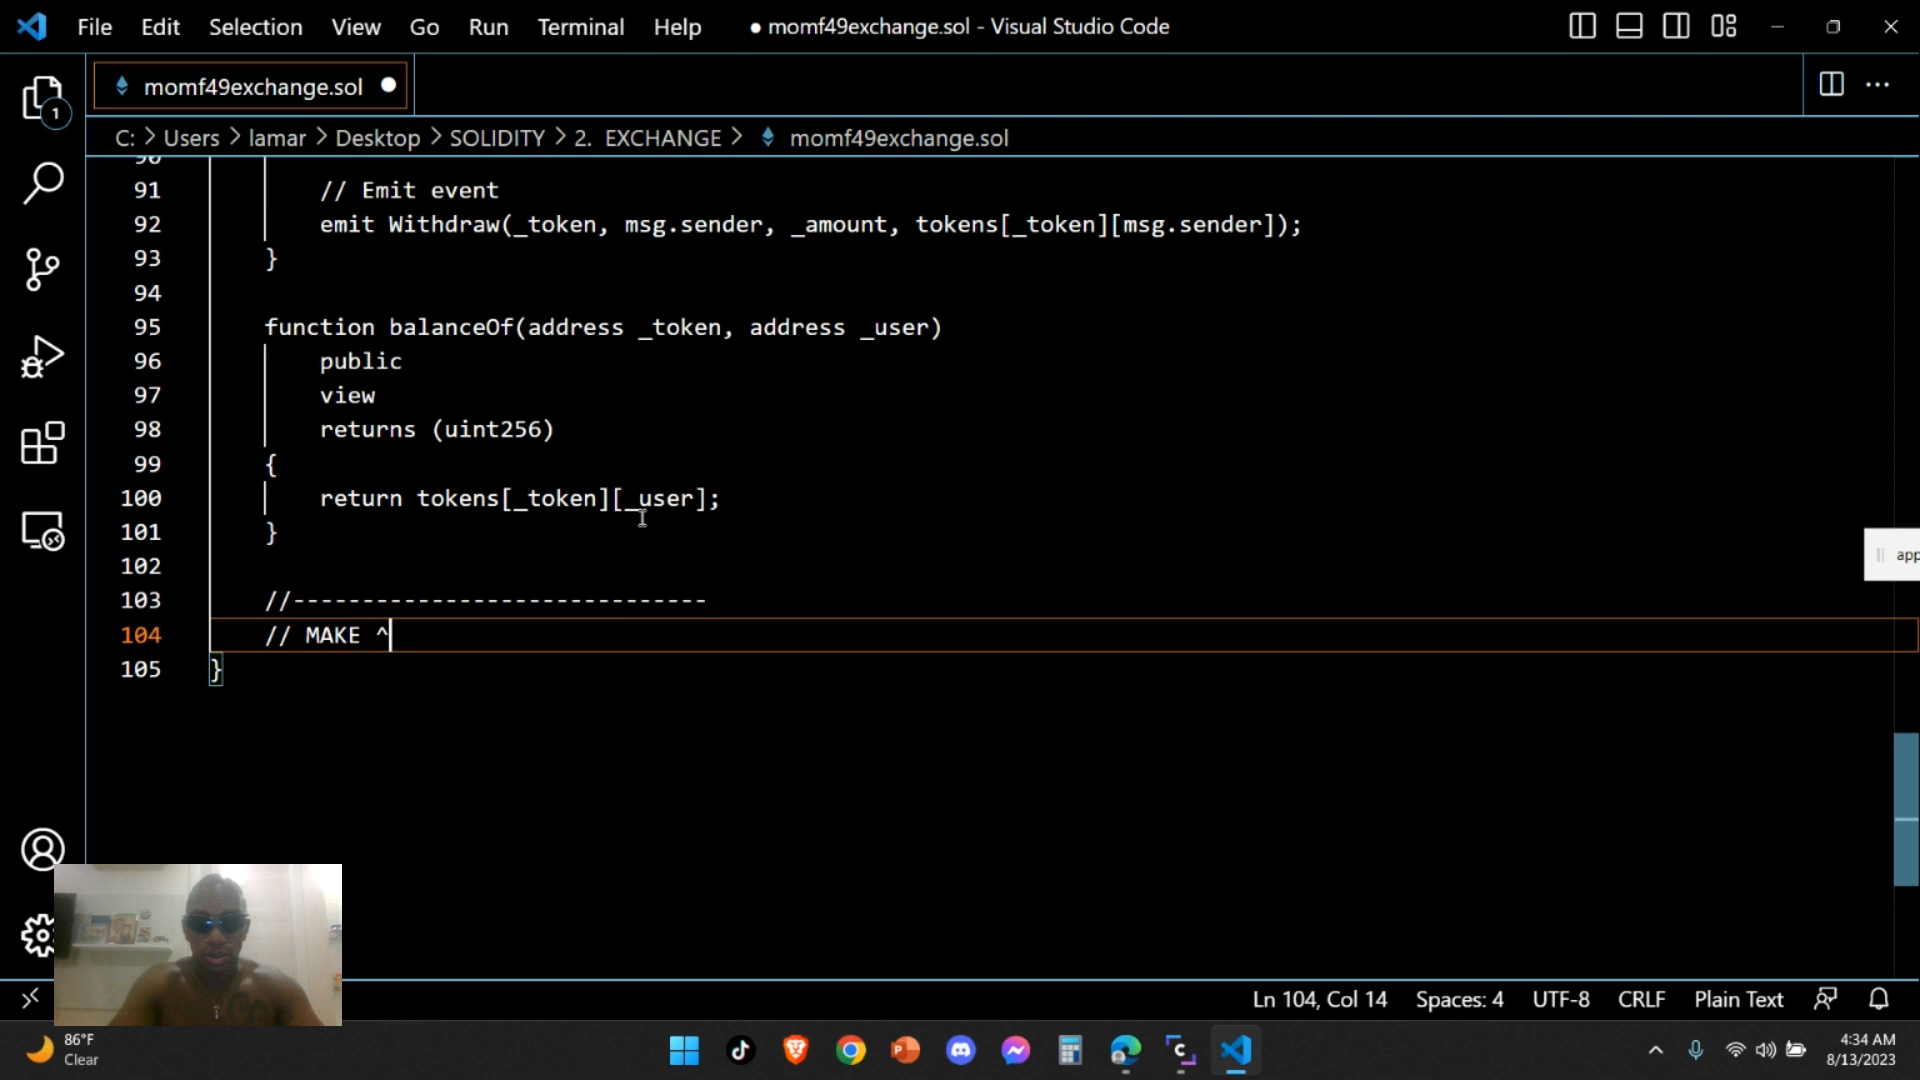 File Edit Selection View Go Run Terminal Help ● momf49exchange.sol - Visual Studio Code
momf49exchange.sol ●
1
C: > Users > lamar > Desktop > SOLIDITY > 2. EXCHANGE > momf49exchange.sol
90
91 // Emit event
92 emit Withdraw(_token, msg.sender, _amount, tokens[_token][msg.sender]);
93 }
94
95 function balanceOf(address _token, address _user)
96 public
97 view
98 returns (uint256)
99 {
100 return tokens[_token][_user];
101 }
102
103 //------------------------------
104 // MAKE ^
105 }
app
Ln 104, Col 14 Spaces: 4 UTF-8 CRLF Plain Text
86°F
Clear
4:34 AM
8/13/2023